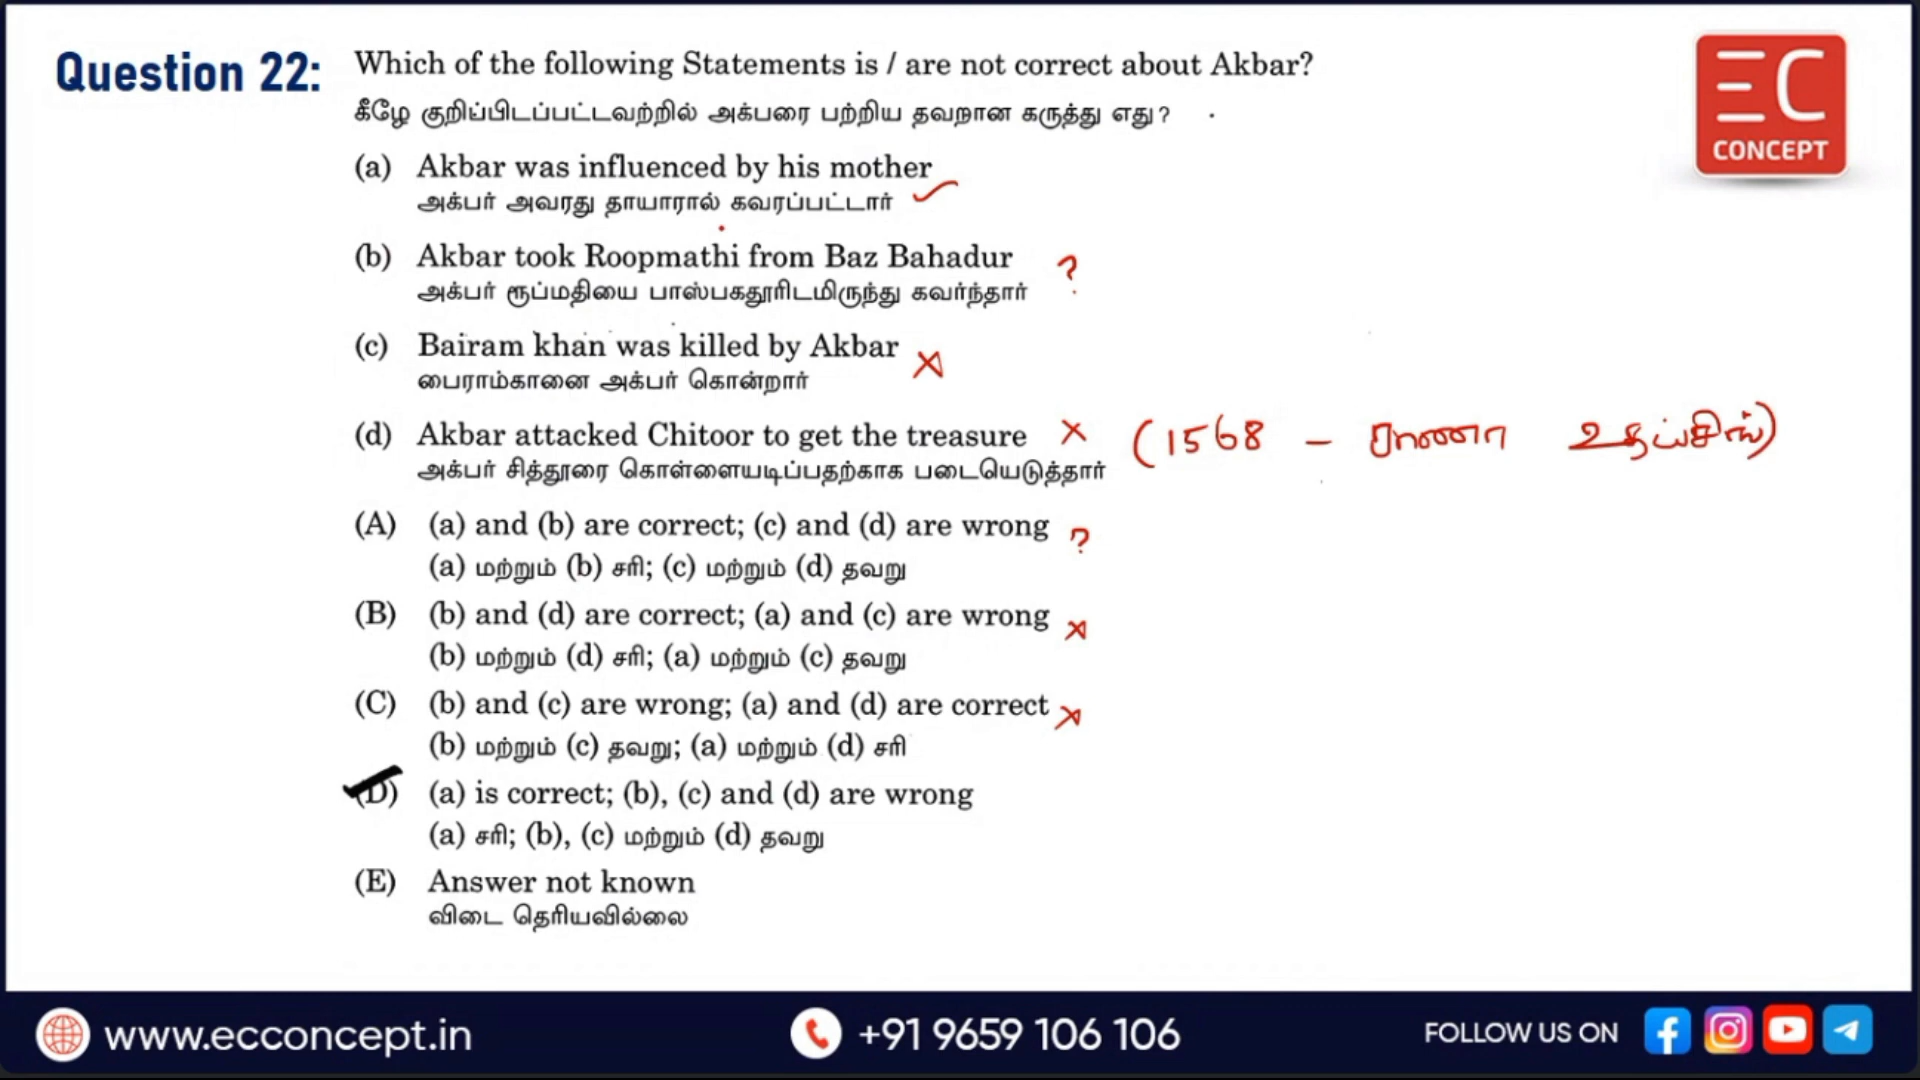 Question 22:
Which of the following Statements is / are not correct about Akbar?
கீழே குறிப்பிடப்பட்டவற்றில் அக்பரை பற்றிய தவறான கருத்து எது?
EC
CONCEPT
(a) Akbar was influenced by his mother
அக்பர் அவரது தாயாரால் கவரப்பட்டார்
(b) Akbar took Roopmathi from Baz Bahadur ?
அக்பர் ரூப்மதியை பாஸ்பகதூரிடமிருந்து கவர்ந்தார்
(c) Bairam khan was killed by Akbar
பைராம்கானை அக்பர் கொன்றார்
(d) Akbar attacked Chitoor to get the treasure (1568 – ராணா உதய்சிங்)
அக்பர் சித்தூரை கொள்ளையடிப்பதற்காக படையெடுத்தார்
(A) (a) and (b) are correct; (c) and (d) are wrong ?
(a) மற்றும் (b) சரி; (c) மற்றும் (d) தவறு
(B) (b) and (d) are correct; (a) and (c) are wrong
(b) மற்றும் (d) சரி; (a) மற்றும் (c) தவறு
(C) (b) and (c) are wrong; (a) and (d) are correct
(b) மற்றும் (c) தவறு; (a) மற்றும் (d) சரி
(D) (a) is correct; (b), (c) and (d) are wrong
(a) சரி; (b), (c) மற்றும் (d) தவறு
(E) Answer not known
விடை தெரியவில்லை
www.ecconcept.in +91 9659 106 106 FOLLOW US ON